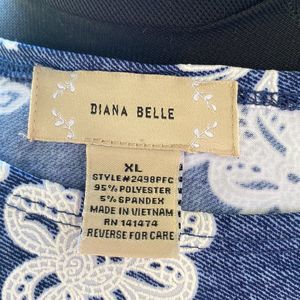 DIANA BELLE
XL
STYLE#2498PFC
95% POLYESTER
5% SPANDEX
MADE IN VIETNAM
RN 141474
REVERSE FOR CARE